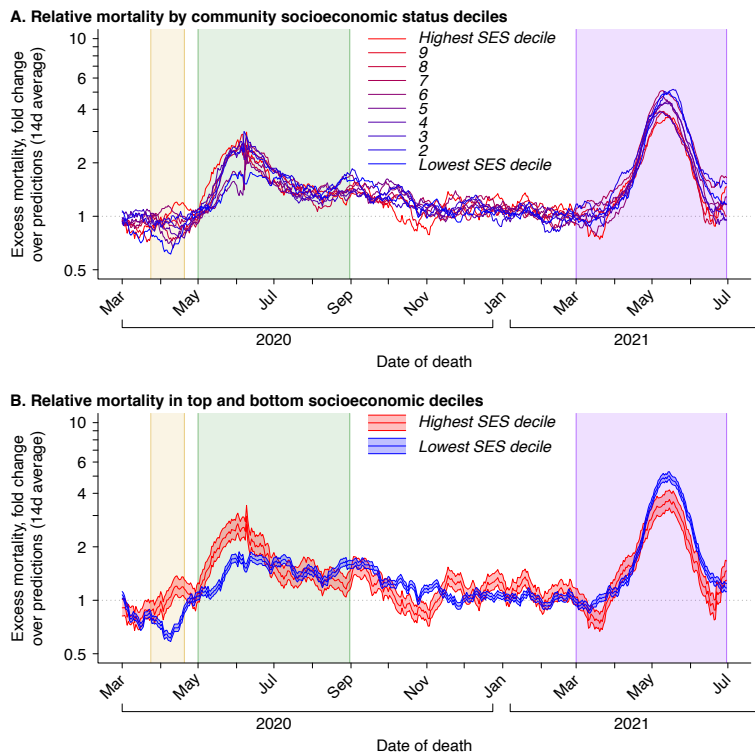 A. Relative mortality by community socioeconomic status deciles
Excess mortality, fold change
over predictions (14d average)
10
6
4
2
1
0.5
Highest SES decile
9
8
7
6
5
4
3
2
Lowest SES decile
Mar
May
Jul
Sep
Nov
Jan
Mar
May
Jul
2020
2021
Date of death
B. Relative mortality in top and bottom socioeconomic deciles
Excess mortality, fold change
over predictions (14d average)
10
6
4
2
1
0.5
Highest SES decile
Lowest SES decile
Mar
May
Jul
Sep
Nov
Jan
Mar
May
Jul
2020
2021
Date of death